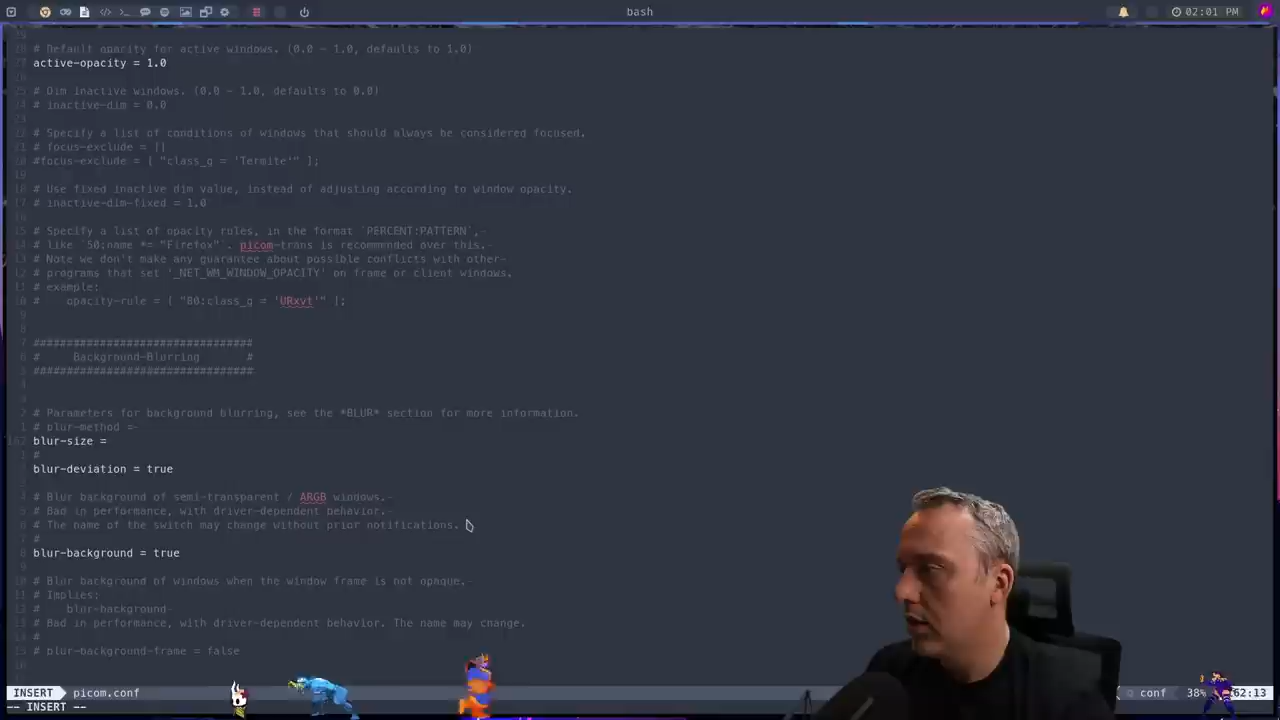 bash
02:01 PM
# Default opacity for active windows. (0.0 - 1.0, defaults to 1.0)
active-opacity = 1.0
# Dim inactive windows. (0.0 - 1.0, defaults to 0.0)
# inactive-dim = 0.0
# Specify a list of conditions of windows that should always be considered focused.
# focus-exclude = []
#focus-exclude = [ "class_g = 'Termite'" ];
# Use fixed inactive dim value, instead of adjusting according to window opacity.
# inactive-dim-fixed = 1.0
# Specify a list of opacity rules, in the format `PERCENT:PATTERN`,-
# like `50:name *= "Firefox"`. picom-trans is recommended over this.-
# Note we don't make any guarantee about possible conflicts with other-
# programs that set '_NET_WM_WINDOW_OPACITY' on frame or client windows.
# example:
#    opacity-rule = [ "80:class_g = 'URxvt'" ];
#################################
#     Background-Blurring       #
#################################
# Parameters for background blurring, see the *BLUR* section for more information.
# blur-method =-
blur-size =
#
blur-deviation = true
# Blur background of semi-transparent / ARGB windows.-
# Bad in performance, with driver-dependent behavior.-
# The name of the switch may change without prior notifications.
#
blur-background = true
# Blur background of windows when the window frame is not opaque.-
# Implies:
#    blur-background-
# Bad in performance, with driver-dependent behavior. The name may change.
#
# blur-background-frame = false
INSERT picom.conf conf 38% 62:13
-- INSERT --